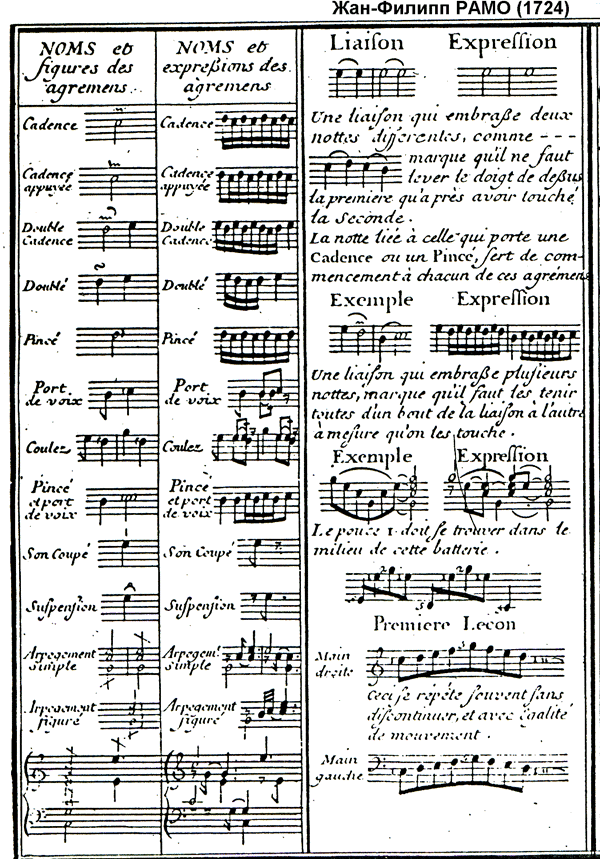 Жан-Филипп РАМО (1724)
NOMS et
figures des
agremens
Cadence
Cadence
appuyée
Double
Cadence
Doublé
Pincé
Port
de voix
Coulez
Pincé
et port
de voix
Son Coupé
Suspension
Arpegement
simple
Arpegement
figuré
NOMS et
expreßions des
agremens
Cadence
Cadence
appuyée
Double
Cadence
Doublé
Pincé
Port
de voix
Coulez
Pincé
et port
de voix
Son Coupé
Suspension
Arpegem.t
simple
Arpegement
figuré
Liaiſon Expreſſion
Une liaiſon qui embraße deux
nottes differentes, comme - - -
marque qu'il ne faut
lever le doigt de deßus
la premiere qu'après avoir touché
la seconde.
La notte liée à celle qui porte une
Cadence ou un Pincé, ſert de com-
mencement à chacun de ces agrémens
Exemple Expreſſion
Une liaiſon qui embraße plusieurs
nottes, marque qu'il faut les tenir
toutes d'un bout de la liaiſon à l'autre
à meſure qu'on les touche.
Exemple Expreſſion
Le pouce 1 doit ſe trouver dans le
milieu de cette batterie.
Premiere Lecon
Main
droite
Ceci ſe repéte ſouvent ſans
diſcontinuer, et avec égalité
de mouvement.
Main
gauche